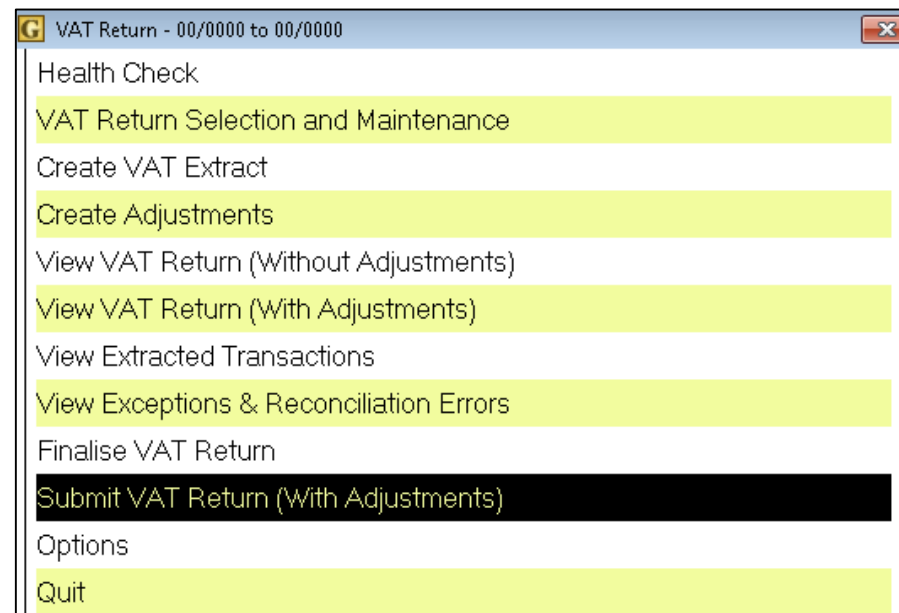 G VAT Return - 00/0000 to 00/0000
Health Check
VAT Return Selection and Maintenance
Create VAT Extract
Create Adjustments
View VAT Return (Without Adjustments)
View VAT Return (With Adjustments)
View Extracted Transactions
View Exceptions & Reconciliation Errors
Finalise VAT Return
Submit VAT Return (With Adjustments)
Options
Quit